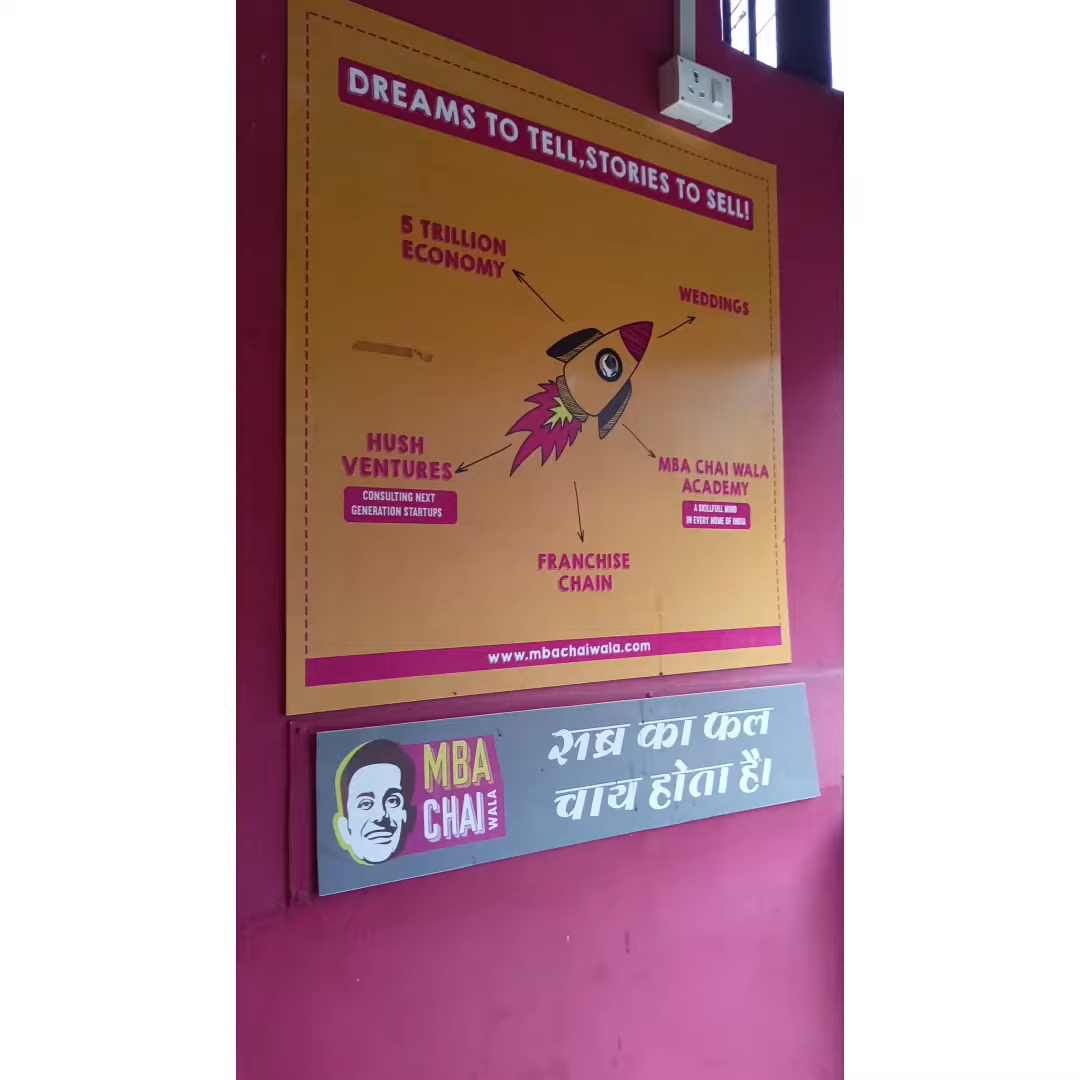 DREAMS TO TELL,STORIES TO SELL!
5 TRILLION
ECONOMY
WEDDINGS
HUSH
VENTURES
CONSULTING NEXT
GENERATION STARTUPS
MBA CHAI WALA
ACADEMY
A SKILLFULL MIND
IN EVERY HOME OF INDIA
FRANCHISE
CHAIN
www.mbachaiwala.com
MBA
CHAI
WALA
सब्र का फल
चाय होता हैं।